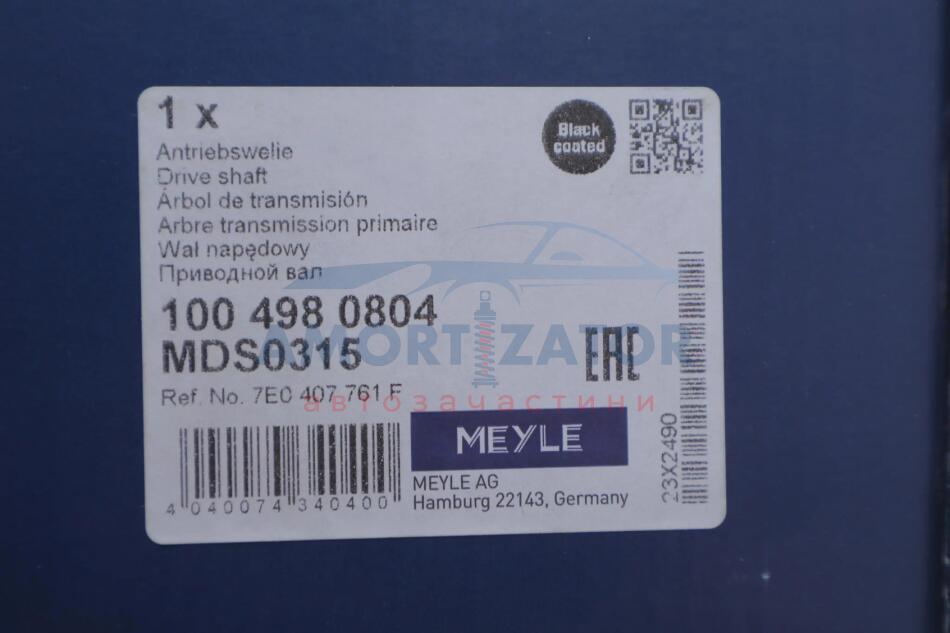 1 x
Black coated
Antriebswelle
Drive shaft
Árbol de transmisión
Arbre transmission primaire
Wał napędowy
Приводной вал
100 498 0804
MDS0315
AMORTIZATOR
EAC
Ref. No. 7E0 407 761 F
автозачастини
MEYLE
MEYLE AG
Hamburg 22143, Germany
4 040074 340400
23X2490